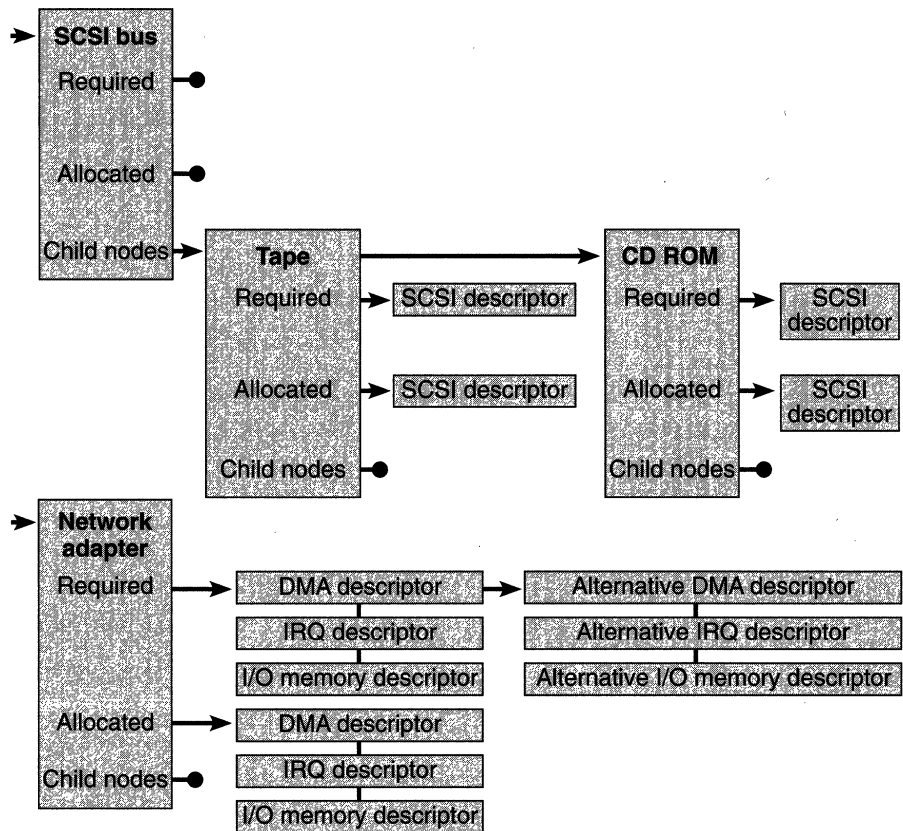 SCSI bus
Required
Allocated
Child nodes
Tape
Required
SCSI descriptor
Allocated
SCSI descriptor
Child nodes
CD ROM
Required
SCSI
descriptor
Allocated
SCSI
descriptor
Child nodes
Network
adapter
Required
DMA descriptor
IRQ descriptor
I/O memory descriptor
Alternative DMA descriptor
Alternative IRQ descriptor
Alternative I/O memory descriptor
Allocated
DMA descriptor
IRQ descriptor
I/O memory descriptor
Child nodes